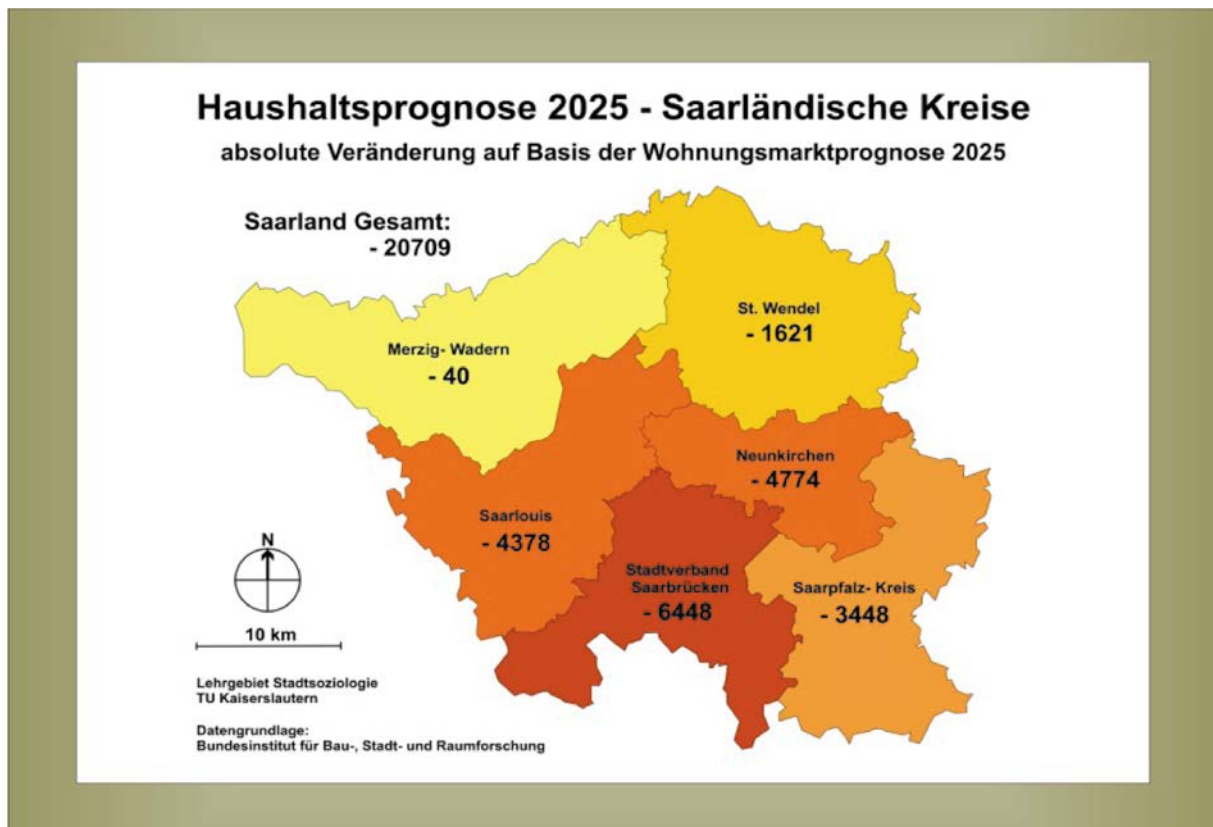 Haushaltsprognose 2025 - Saarländische Kreise
absolute Veränderung auf Basis der Wohnungsmarktprognose 2025
Saarland Gesamt:
- 20709
St. Wendel
- 1621
Merzig- Wadern
- 40
Neunkirchen
- 4774
Saarlouis
- 4378
Stadtverband
Saarbrücken
- 6448
Saarpfalz- Kreis
- 3448
N
10 km
Lehrgebiet Stadtsoziologie
TU Kaiserslautern
Datengrundlage:
Bundesinstitut für Bau-, Stadt- und Raumforschung